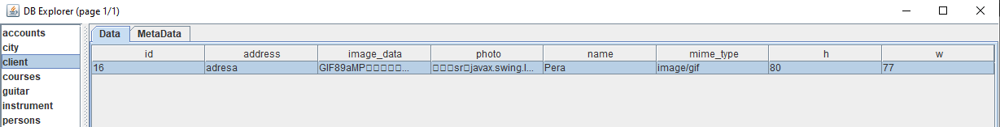 DB Explorer (page 1/1)
accounts
city
client
courses
guitar
instrument
persons
Data MetaData
id address image_data photo name mime_type h w
16 adresa GIF89aMP□□□□□... □□□sr□javax.swing.I... Pera image/gif 80 77